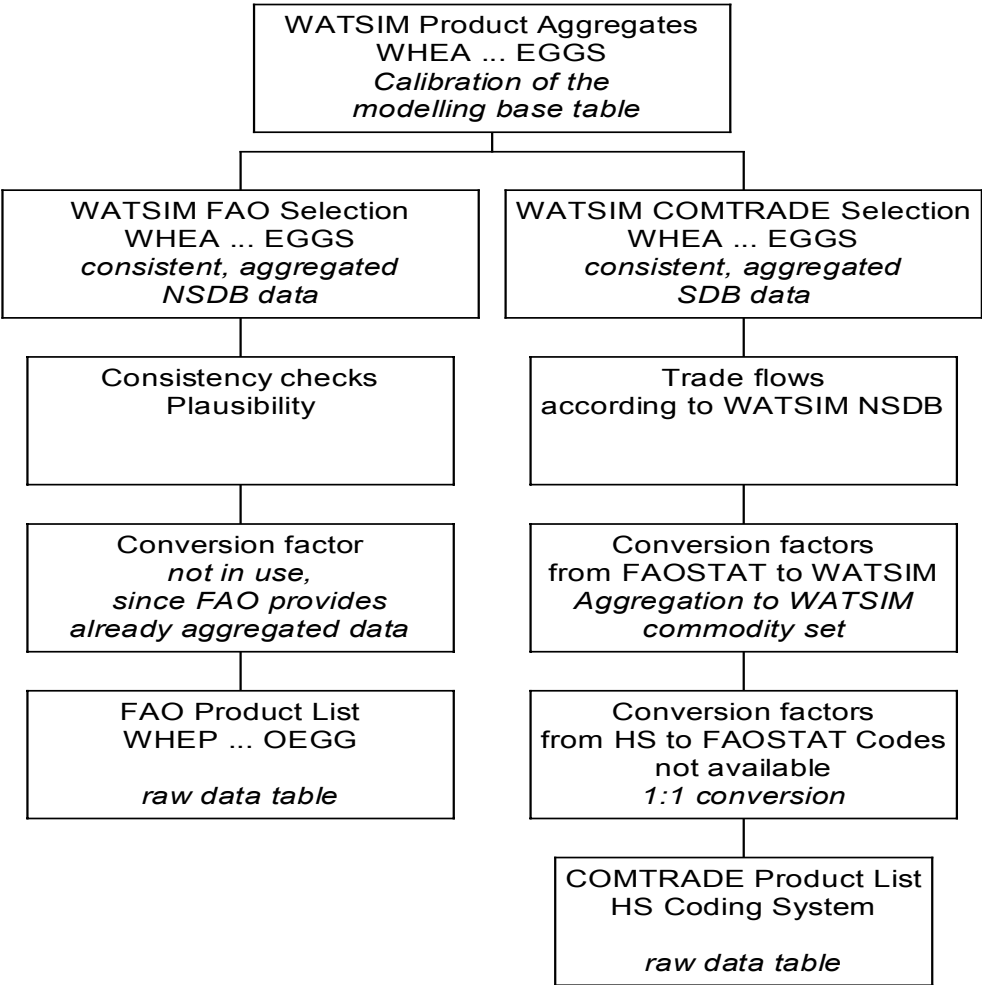 WATSIM Product Aggregates
WHEA ... EGGS
Calibration of the
modelling base table
WATSIM FAO Selection
WHEA ... EGGS
consistent, aggregated
NSDB data
WATSIM COMTRADE Selection
WHEA ... EGGS
consistent, aggregated
SDB data
Consistency checks
Plausibility
Trade flows
according to WATSIM NSDB
Conversion factor
not in use,
since FAO provides
already aggregated data
Conversion factors
from FAOSTAT to WATSIM
Aggregation to WATSIM
commodity set
FAO Product List
WHEP ... OEGG
raw data table
Conversion factors
from HS to FAOSTAT Codes
not available
1:1 conversion
COMTRADE Product List
HS Coding System
raw data table